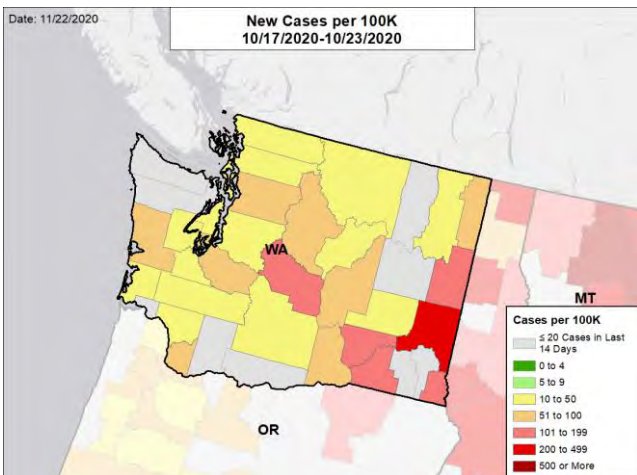 Date: 11/22/2020
New Cases per 100K
10/17/2020-10/23/2020
WA
MT
OR
Cases per 100K
≤ 20 Cases in Last
14 Days
0 to 4
5 to 9
10 to 50
51 to 100
101 to 199
200 to 499
500 or More